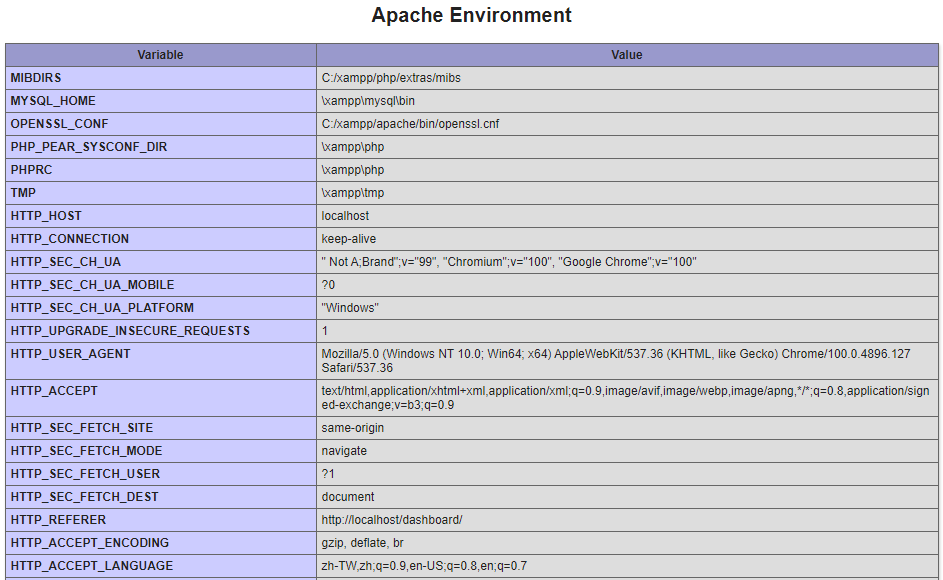 Apache Environment
Variable Value
MIBDIRS C:/xampp/php/extras/mibs
MYSQL_HOME \xampp\mysql\bin
OPENSSL_CONF C:/xampp/apache/bin/openssl.cnf
PHP_PEAR_SYSCONF_DIR \xampp\php
PHPRC \xampp\php
TMP \xampp\tmp
HTTP_HOST localhost
HTTP_CONNECTION keep-alive
HTTP_SEC_CH_UA " Not A;Brand";v="99", "Chromium";v="100", "Google Chrome";v="100"
HTTP_SEC_CH_UA_MOBILE ?0
HTTP_SEC_CH_UA_PLATFORM "Windows"
HTTP_UPGRADE_INSECURE_REQUESTS 1
HTTP_USER_AGENT Mozilla/5.0 (Windows NT 10.0; Win64; x64) AppleWebKit/537.36 (KHTML, like Gecko) Chrome/100.0.4896.127
Safari/537.36
HTTP_ACCEPT text/html,application/xhtml+xml,application/xml;q=0.9,image/avif,image/webp,image/apng,*/*;q=0.8,application/sign
ed-exchange;v=b3;q=0.9
HTTP_SEC_FETCH_SITE same-origin
HTTP_SEC_FETCH_MODE navigate
HTTP_SEC_FETCH_USER ?1
HTTP_SEC_FETCH_DEST document
HTTP_REFERER http://localhost/dashboard/
HTTP_ACCEPT_ENCODING gzip, deflate, br
HTTP_ACCEPT_LANGUAGE zh-TW,zh;q=0.9,en-US;q=0.8,en;q=0.7